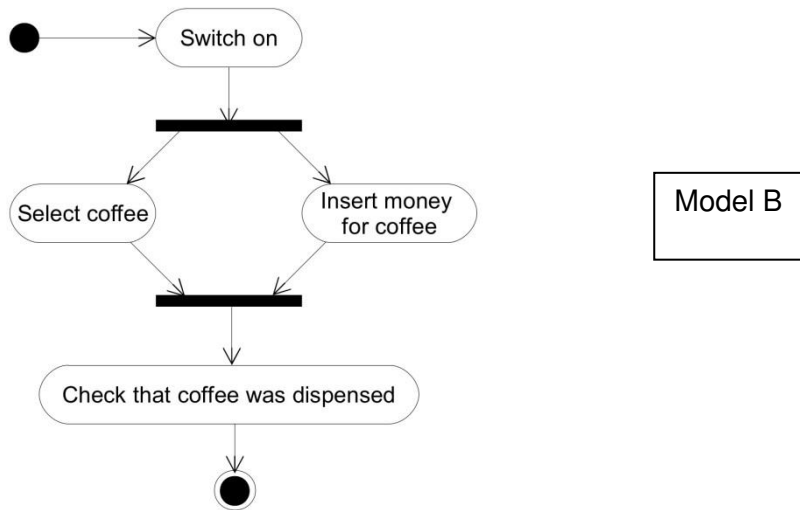 Switch on
Select coffee
Insert money
for coffee
Model B
Check that coffee was dispensed